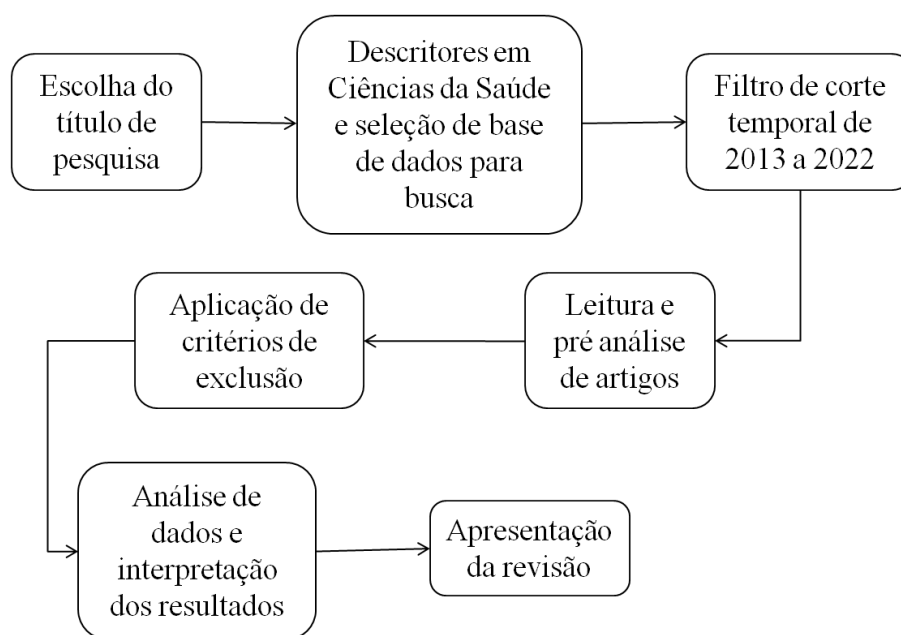 Escolha do
título de
pesquisa
Descritores em
Ciências da Saúde
e seleção de base
de dados para
busca
Filtro de corte
temporal de
2013 a 2022
Leitura e
pré análise
de artigos
Aplicação de
critérios de
exclusão
Análise de
dados e
interpretação
dos resultados
Apresentação
da revisão